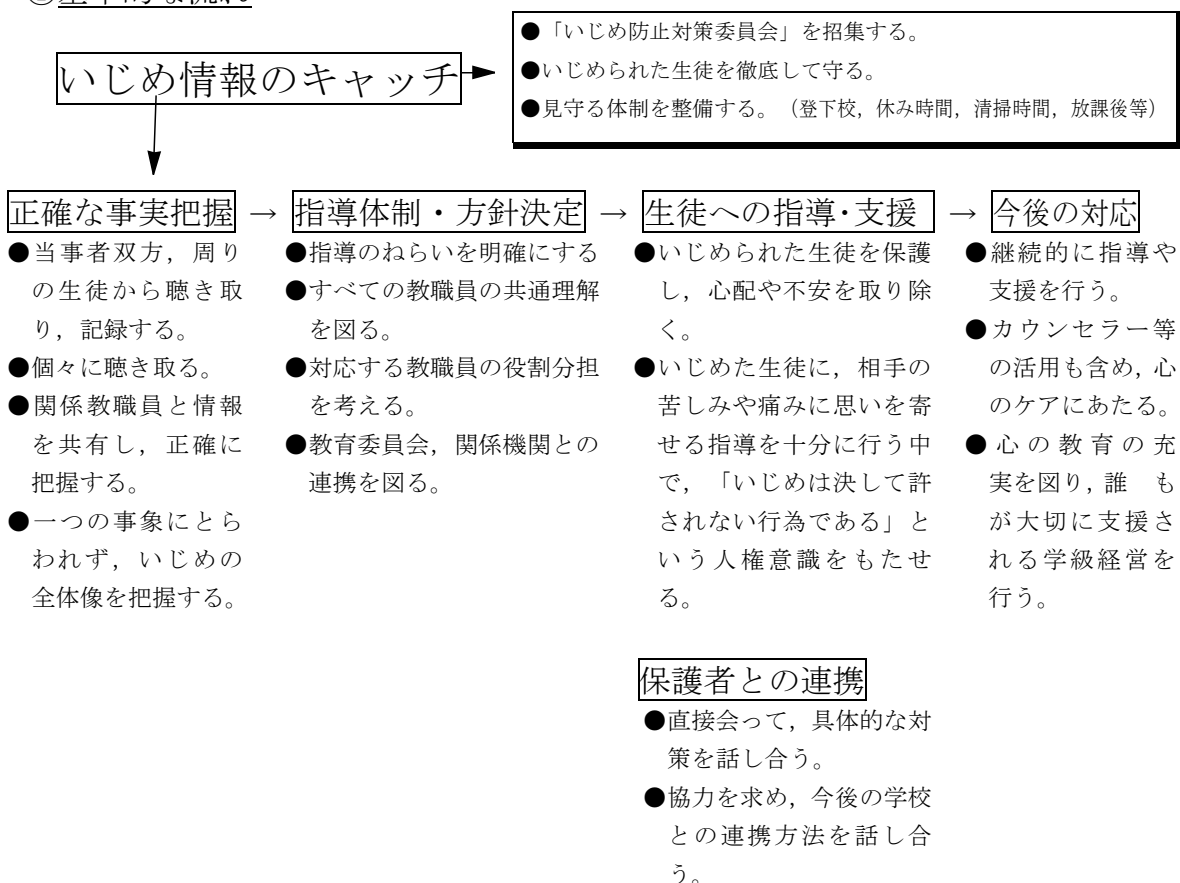 基本的な流れ
いじめ情報のキャッチ
●「いじめ防止対策委員会」を招集する。
●いじめられた生徒を徹底して守る。
●見守る体制を整備する。（登下校，休み時間，清掃時間，放課後等）
正確な事実把握 → 指導体制・方針決定 → 生徒への指導・支援 → 今後の対応
●当事者双方，周り
の生徒から聴き取
り，記録する。
●個々に聴き取る。
●関係教職員と情報
を共有し，正確に
把握する。
●一つの事象にとら
われず，いじめの
全体像を把握する。
●指導のねらいを明確にする
●すべての教職員の共通理解
を図る。
●対応する教職員の役割分担
を考える。
●教育委員会，関係機関との
連携を図る。
●いじめられた生徒を保護
し，心配や不安を取り除
く。
●いじめた生徒に，相手の
苦しみや痛みに思いを寄
せる指導を十分に行う中
で，「いじめは決して許
されない行為である」と
いう人権意識をもたせ
る。
●継続的に指導や
支援を行う。
●カウンセラー等
の活用も含め，心
のケアにあたる。
●心の教育の充
実を図り，誰 も
が大切に支援さ
れる学級経営を
行う。
保護者との連携
●直接会って，具体的な対
策を話し合う。
●協力を求め，今後の学校
との連携方法を話し合
う。